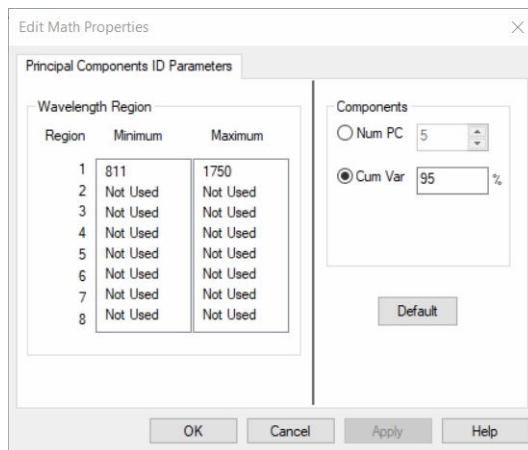 Edit Math Properties
Principal Components ID Parameters
Wavelength Region
Region Minimum Maximum
1 811 1750
2 Not Used Not Used
3 Not Used Not Used
4 Not Used Not Used
5 Not Used Not Used
6 Not Used Not Used
7 Not Used Not Used
8 Not Used Not Used
Components
Num PC 5
Cum Var 95 %
Default
OK Cancel Apply Help